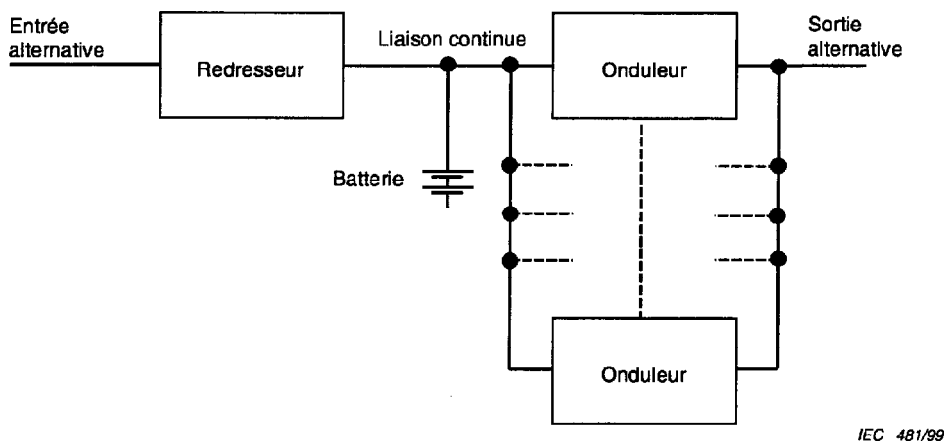 Entrée
alternative
Redresseur
Liaison continue
Onduleur
Sortie
alternative
Batterie
Onduleur
IEC 481/99